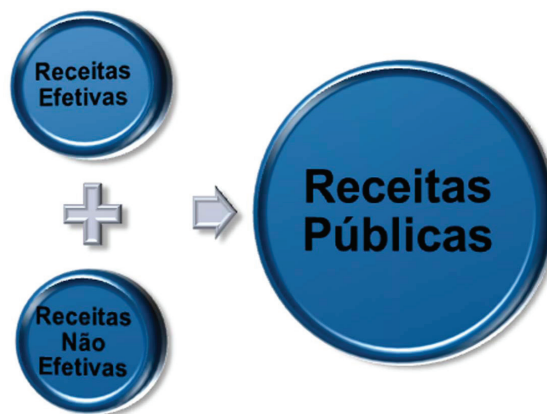 Receitas
Efetivas
Receitas
Não
Efetivas
Receitas
Públicas